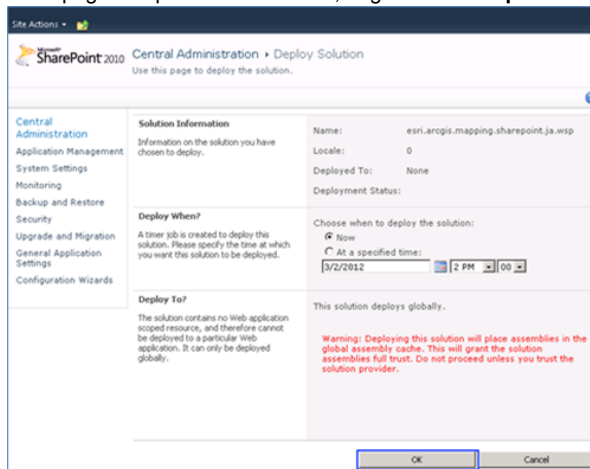 Site Actions
Microsoft
SharePoint 2010
Central Administration ▸ Deploy Solution
Use this page to deploy the solution.
Central
Administration
Application Management
System Settings
Monitoring
Backup and Restore
Security
Upgrade and Migration
General Application
Settings
Configuration Wizards
Solution Information
Information on the solution you have
chosen to deploy.
Name: esri.arcgis.mapping.sharepoint.ja.wsp
Locale: 0
Deployed To: None
Deployment Status:
Deploy When?
A timer job is created to deploy this
solution. Please specify the time at which
you want this solution to be deployed.
Choose when to deploy the solution:
Now
At a specified time:
3/2/2012 2 PM 00
Deploy To?
The solution contains no Web application
scoped resource, and therefore cannot
be deployed to a particular Web
application. It can only be deployed
globally.
This solution deploys globally.
Warning: Deploying this solution will place assemblies in the
global assembly cache. This will grant the solution
assemblies full trust. Do not proceed unless you trust the
solution provider.
OK Cancel